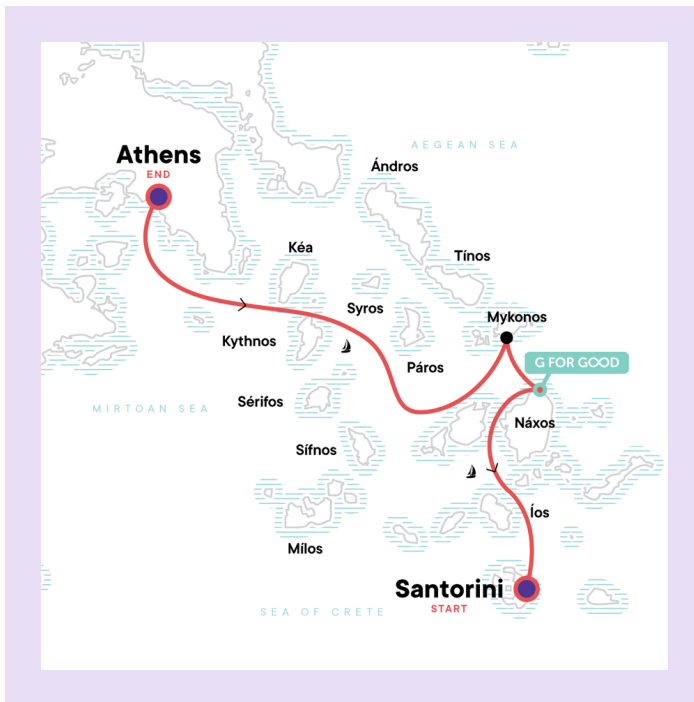 AEGEAN SEA
Athens
END
Ándros
Kéa
Tínos
Syros
Mykonos
Kythnos
G FOR GOOD
Páros
Sérifos
MIRTOAN SEA
Náxos
Sífnos
Íos
Mílos
Santorini
START
SEA OF CRETE